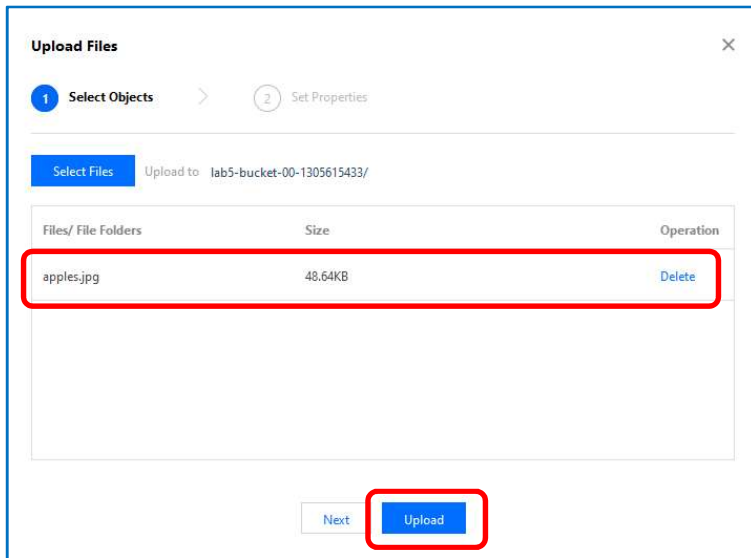 Upload Files
1 Select Objects 2 Set Properties
Select Files Upload to lab5-bucket-00-1305615433/
Files/ File Folders Size Operation
apples.jpg 48.64KB Delete
Next Upload